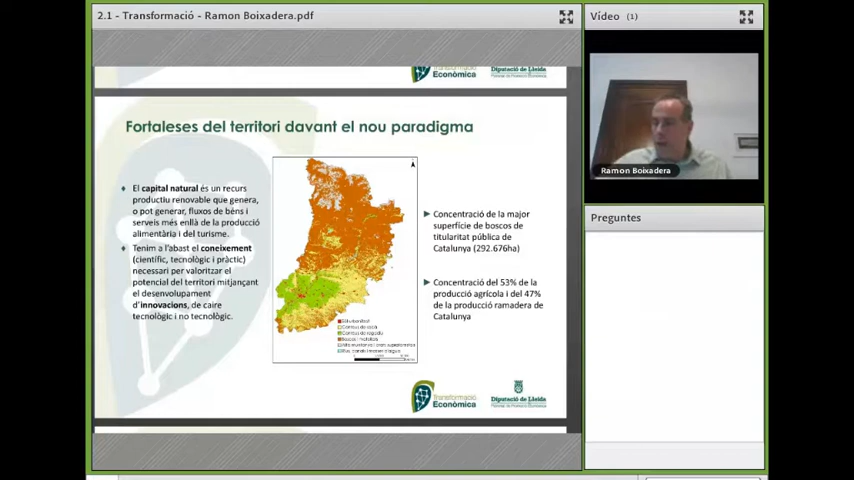 2.1 - Transformació - Ramon Boixadera.pdf
Vídeo (1)
Transformació
Econòmica
Diputació de Lleida
Fortaleses del territori davant el nou paradigma
El capital natural és un recurs
productiu renovable que genera,
o pot generar, fluxos de béns i
serveis més enllà de la producció
alimentària i del turisme.
Tenim a l'abast el coneixement
(científic, tecnològic i pràctic)
necessari per valoritzar el
potencial del territori mitjançant
el desenvolupament
d'innovacions, de caire
tecnològic i no tecnològic.
Concentració de la major
superfície de boscos de
titularitat pública de
Catalunya (292.676ha)
Concentració del 53% de la
producció agrícola i del 47%
de la producció ramadera de
Catalunya
Transformació
Econòmica
Diputació de Lleida
Ramon Boixadera
Preguntes